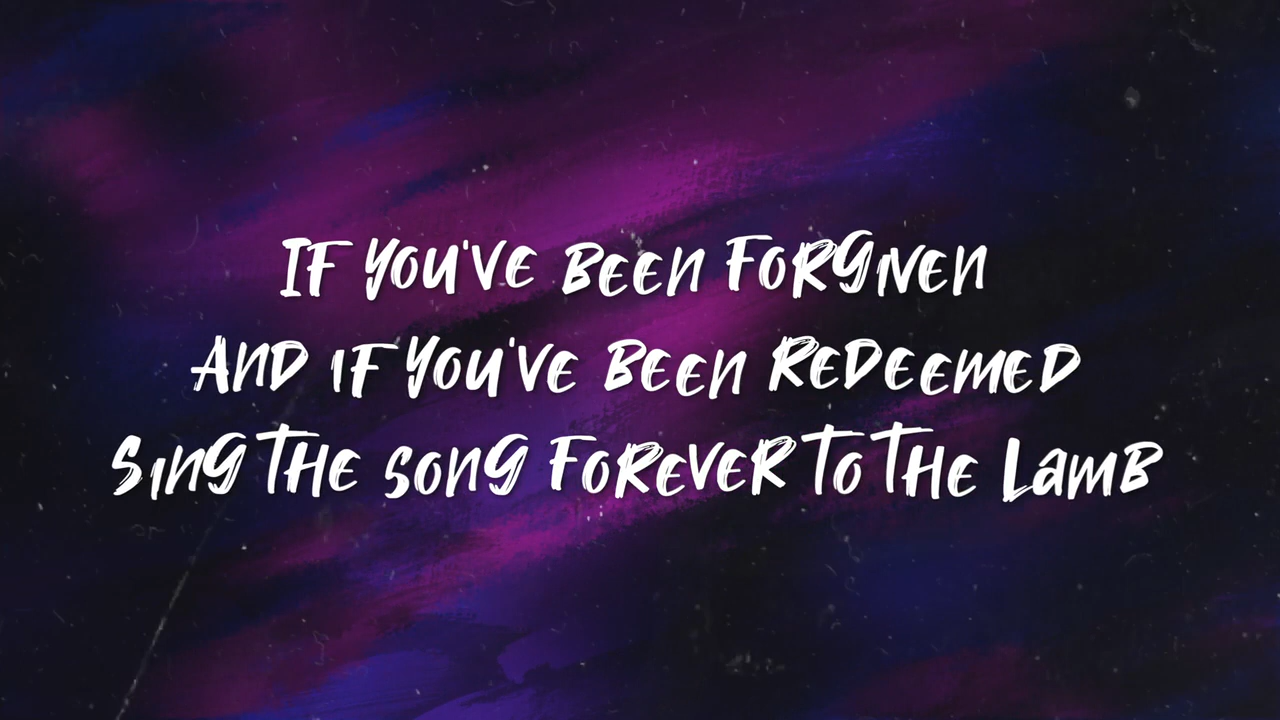 If you've been forgiven
And if you've been redeemed
Sing the song forever to the Lamb